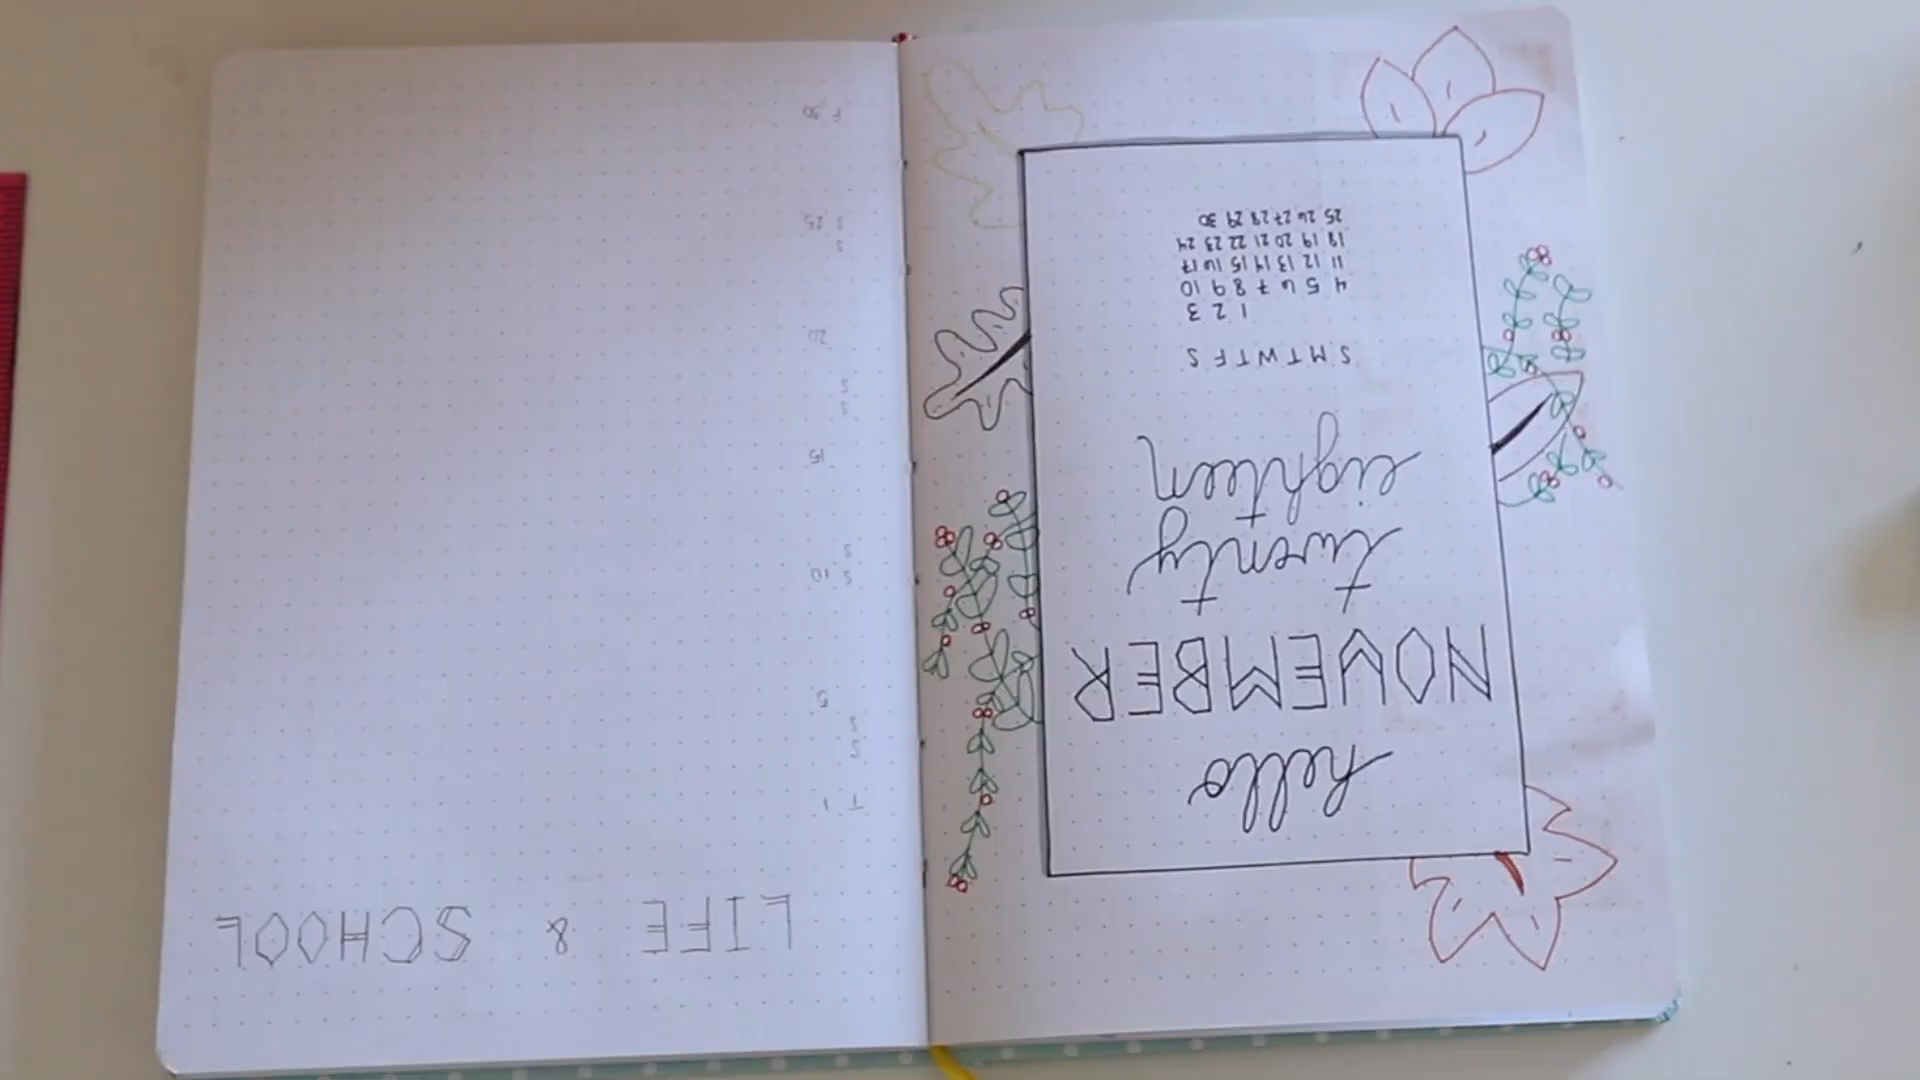 hello
NOVEMBER
twenty
eighteen
S M T W T F S
1 2 3
4 5 6 7 8 9 10
11 12 13 14 15 16 17
18 19 20 21 22 23 24
25 26 27 28 29 30
LIFE & SCHOOL
T 1
S
S
5
S 10
S
15
S
S
20
S
S 25
F 30